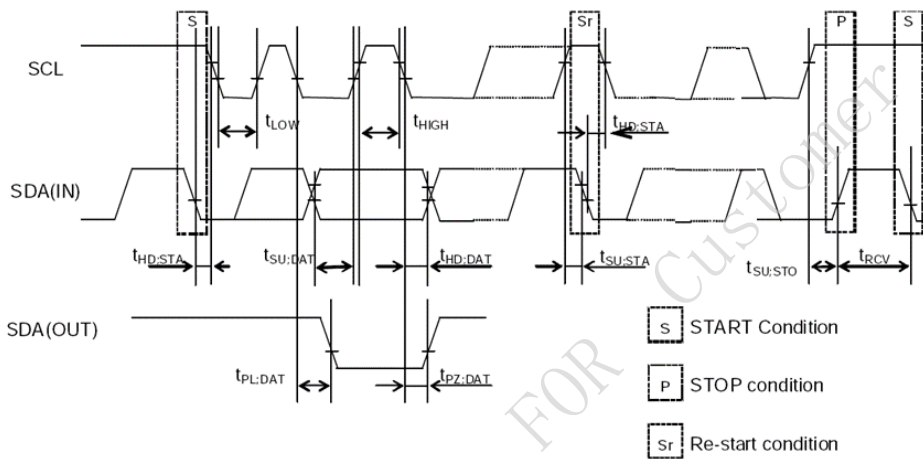 S Sr P S
SCL
tLOW tHIGH tHD:STA
SDA(IN)
tHD:STA tSU:DAT tHD:DAT tSU:STA tSU:STO tRCV
SDA(OUT)
tPL:DAT tPZ:DAT
S START Condition
P STOP condition
Sr Re-start condition
FOR Customer